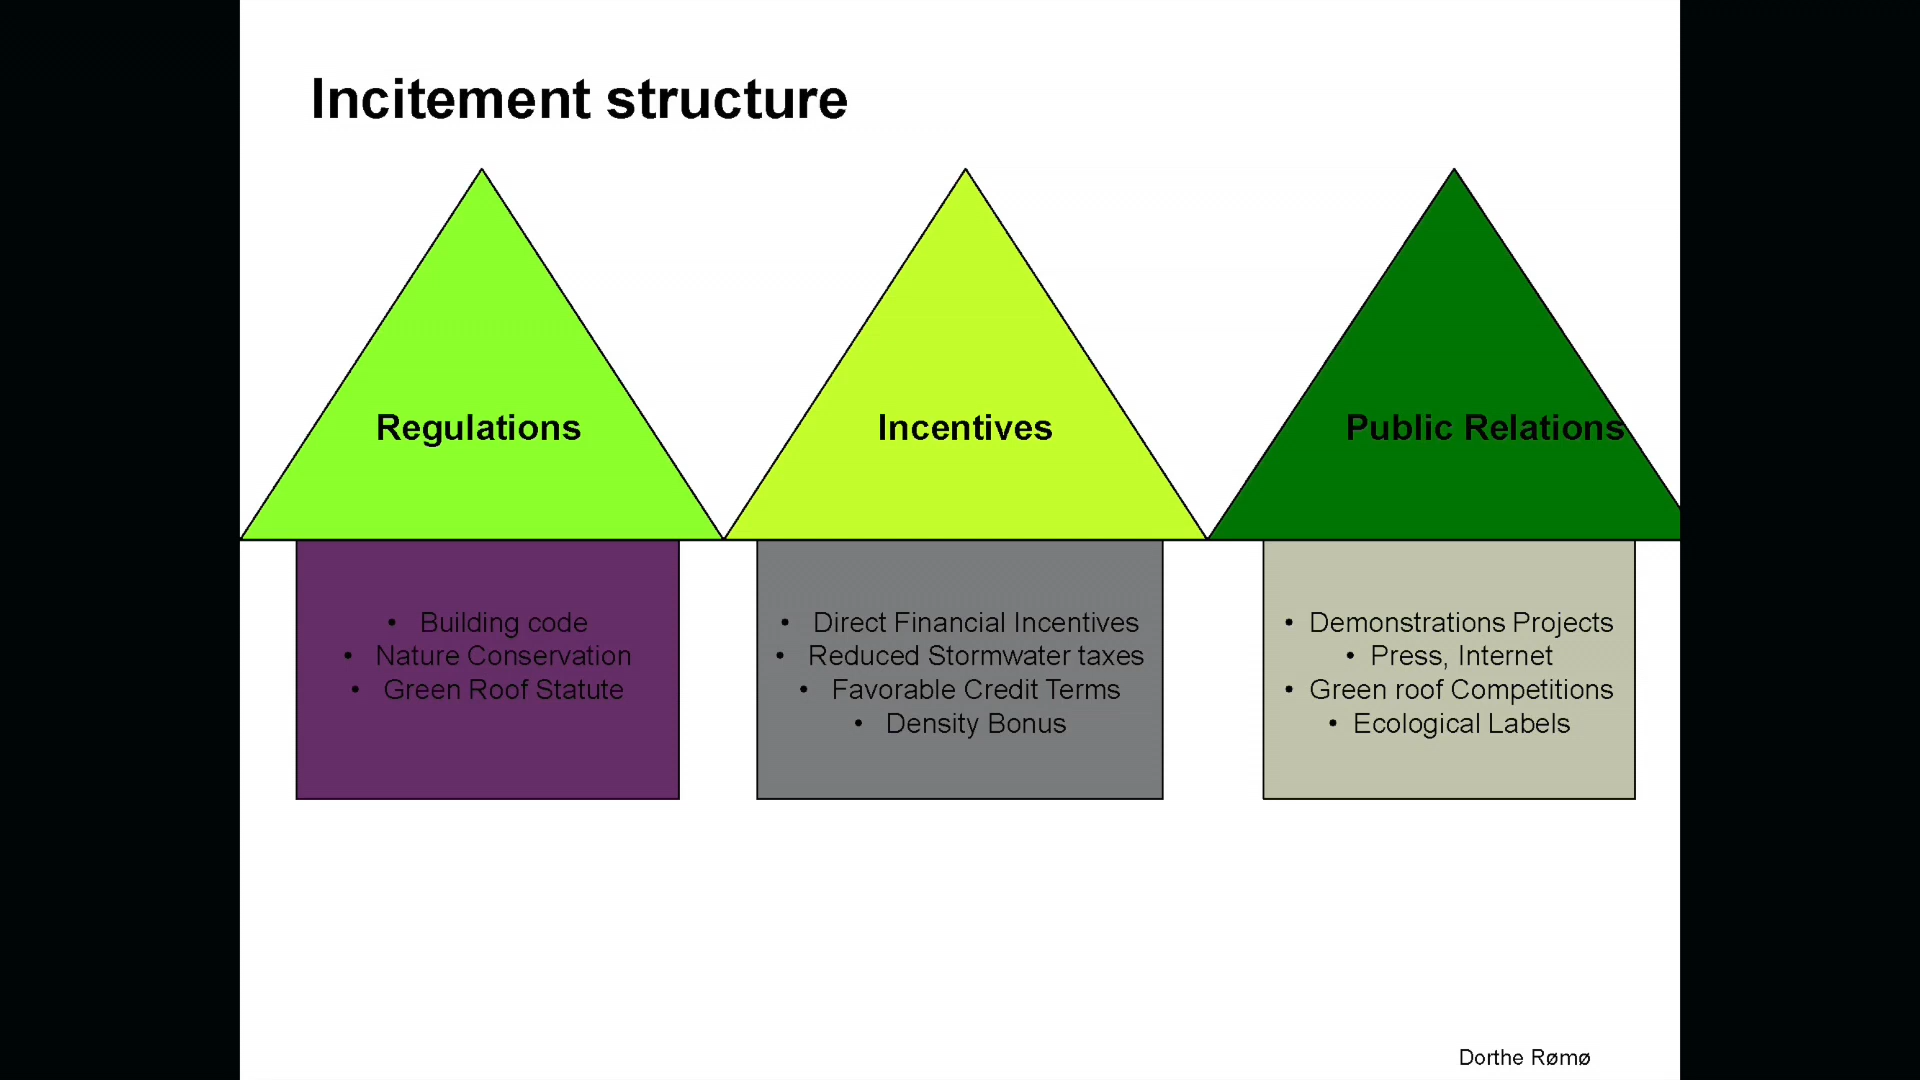 Incitement structure
Regulations
Incentives
Public Relations
• Building code
• Nature Conservation
• Green Roof Statute
• Direct Financial Incentives
• Reduced Stormwater taxes
• Favorable Credit Terms
• Density Bonus
• Demonstrations Projects
• Press, Internet
• Green roof Competitions
• Ecological Labels
Dorthe Rømø